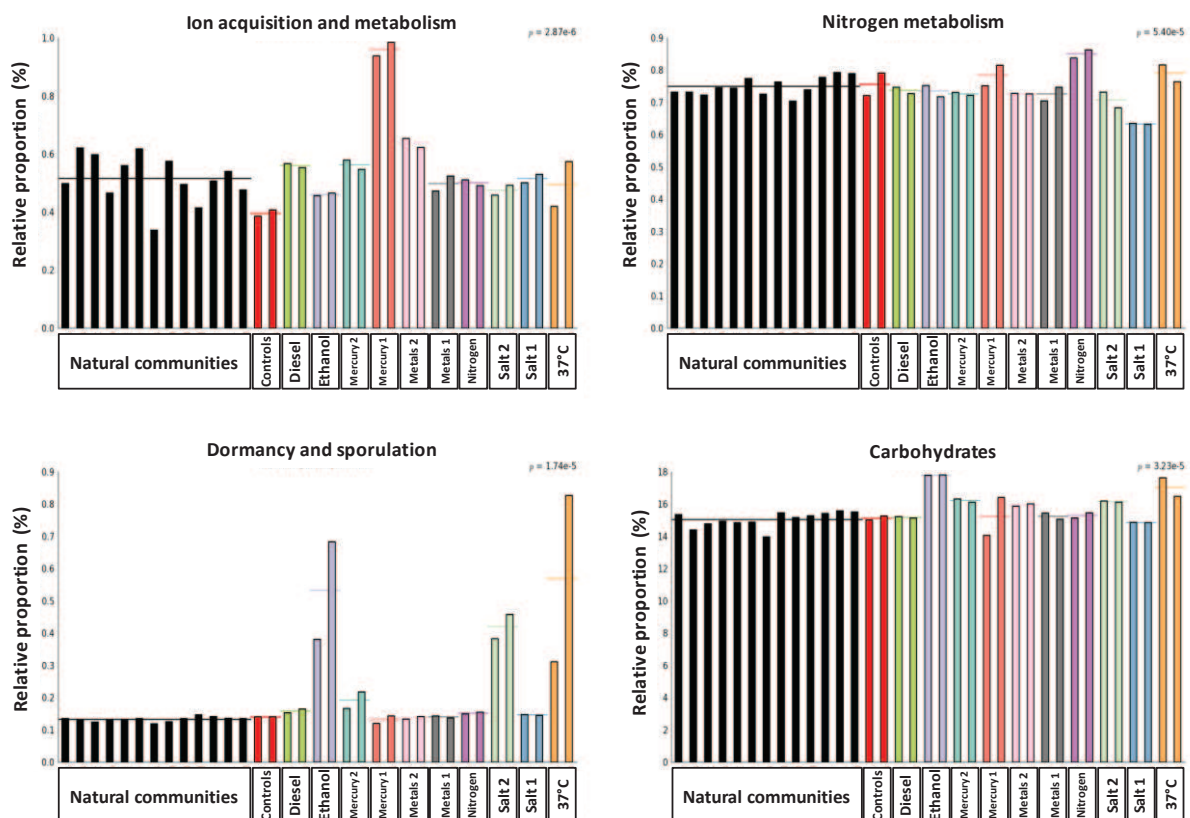 Ion acquisition and metabolism
p = 2.87e-6
Relative proportion (%)
1.0
0.8
0.6
0.4
0.2
0.0
Natural communities
Controls
Diesel
Ethanol
Mercury 2
Mercury 1
Metals 2
Metals 1
Nitrogen
Salt 2
Salt 1
37°C
Nitrogen metabolism
p = 5.40e-5
Relative proportion (%)
0.9
0.8
0.7
0.6
0.5
0.4
0.3
0.2
0.1
0.0
Natural communities
Controls
Diesel
Ethanol
Mercury 2
Mercury 1
Metals 2
Metals 1
Nitrogen
Salt 2
Salt 1
37°C
Dormancy and sporulation
p = 1.74e-5
Relative proportion (%)
0.9
0.8
0.7
0.6
0.5
0.4
0.3
0.2
0.1
0.0
Natural communities
Controls
Diesel
Ethanol
Mercury 2
Mercury 1
Metals 2
Metals 1
Nitrogen
Salt 2
Salt 1
37°C
Carbohydrates
p = 3.23e-5
Relative proportion (%)
18
16
14
12
10
8
6
4
2
0
Natural communities
Controls
Diesel
Ethanol
Mercury 2
Mercury 1
Metals 2
Metals 1
Nitrogen
Salt 2
Salt 1
37°C